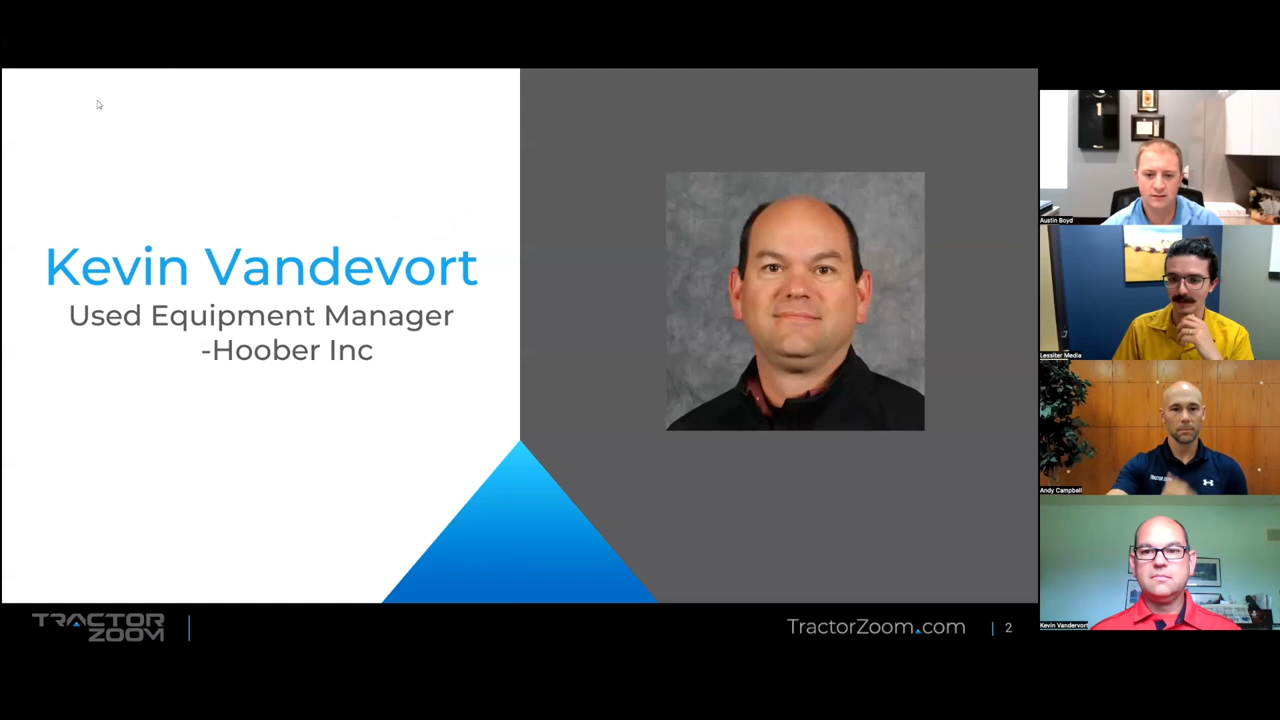 Kevin Vandevort
Used Equipment Manager
-Hoober Inc
TRACTOR
ZOOM
TractorZoom.com
2
Austin Boyd
Lessiter Media
Andy Campbell
Kevin Vandervort